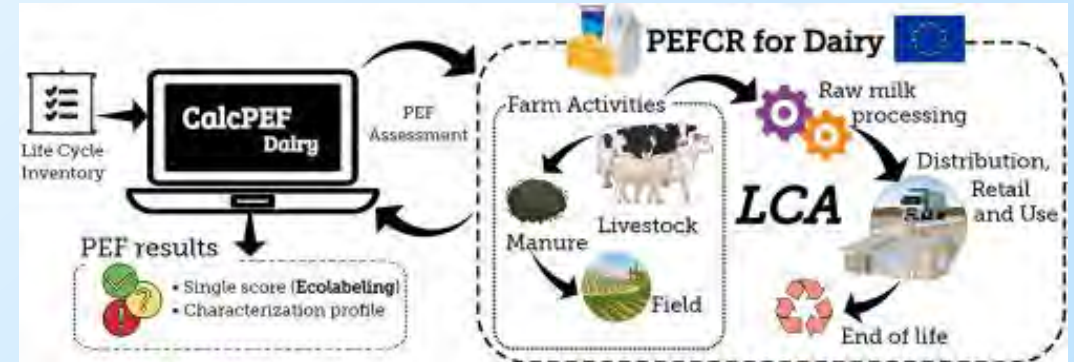 Life Cycle
Inventory
CalcPEF
Dairy
PEF
Assessment
PEF results
• Single score (Ecolabeling)
• Characterization profile
PEFCR for Dairy
Farm Activities
Livestock
Manure
Field
Raw milk
processing
LCA
Distribution,
Retail
and Use
End of life